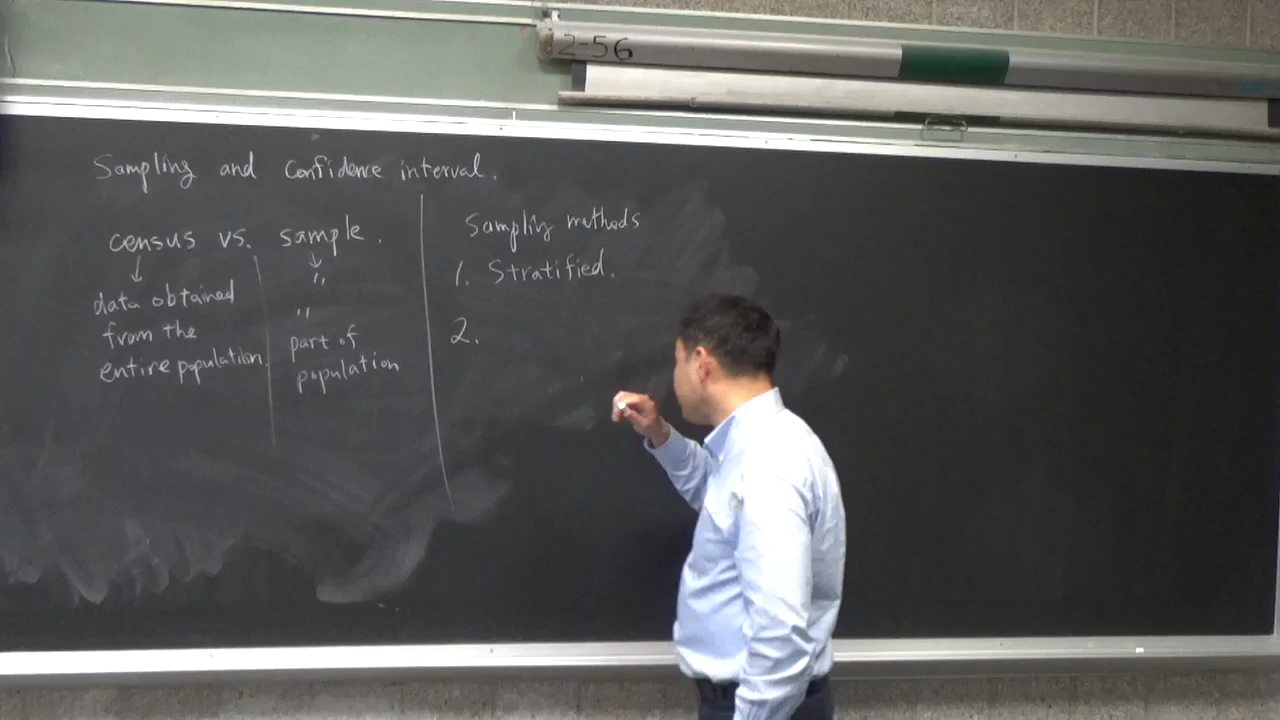 2-56
Sampling and Confidence interval.
census vs. sample.
↓
data obtained
from the
entire population.
↓
"
"
part of
population
Sampling methods
1. Stratified.
2.